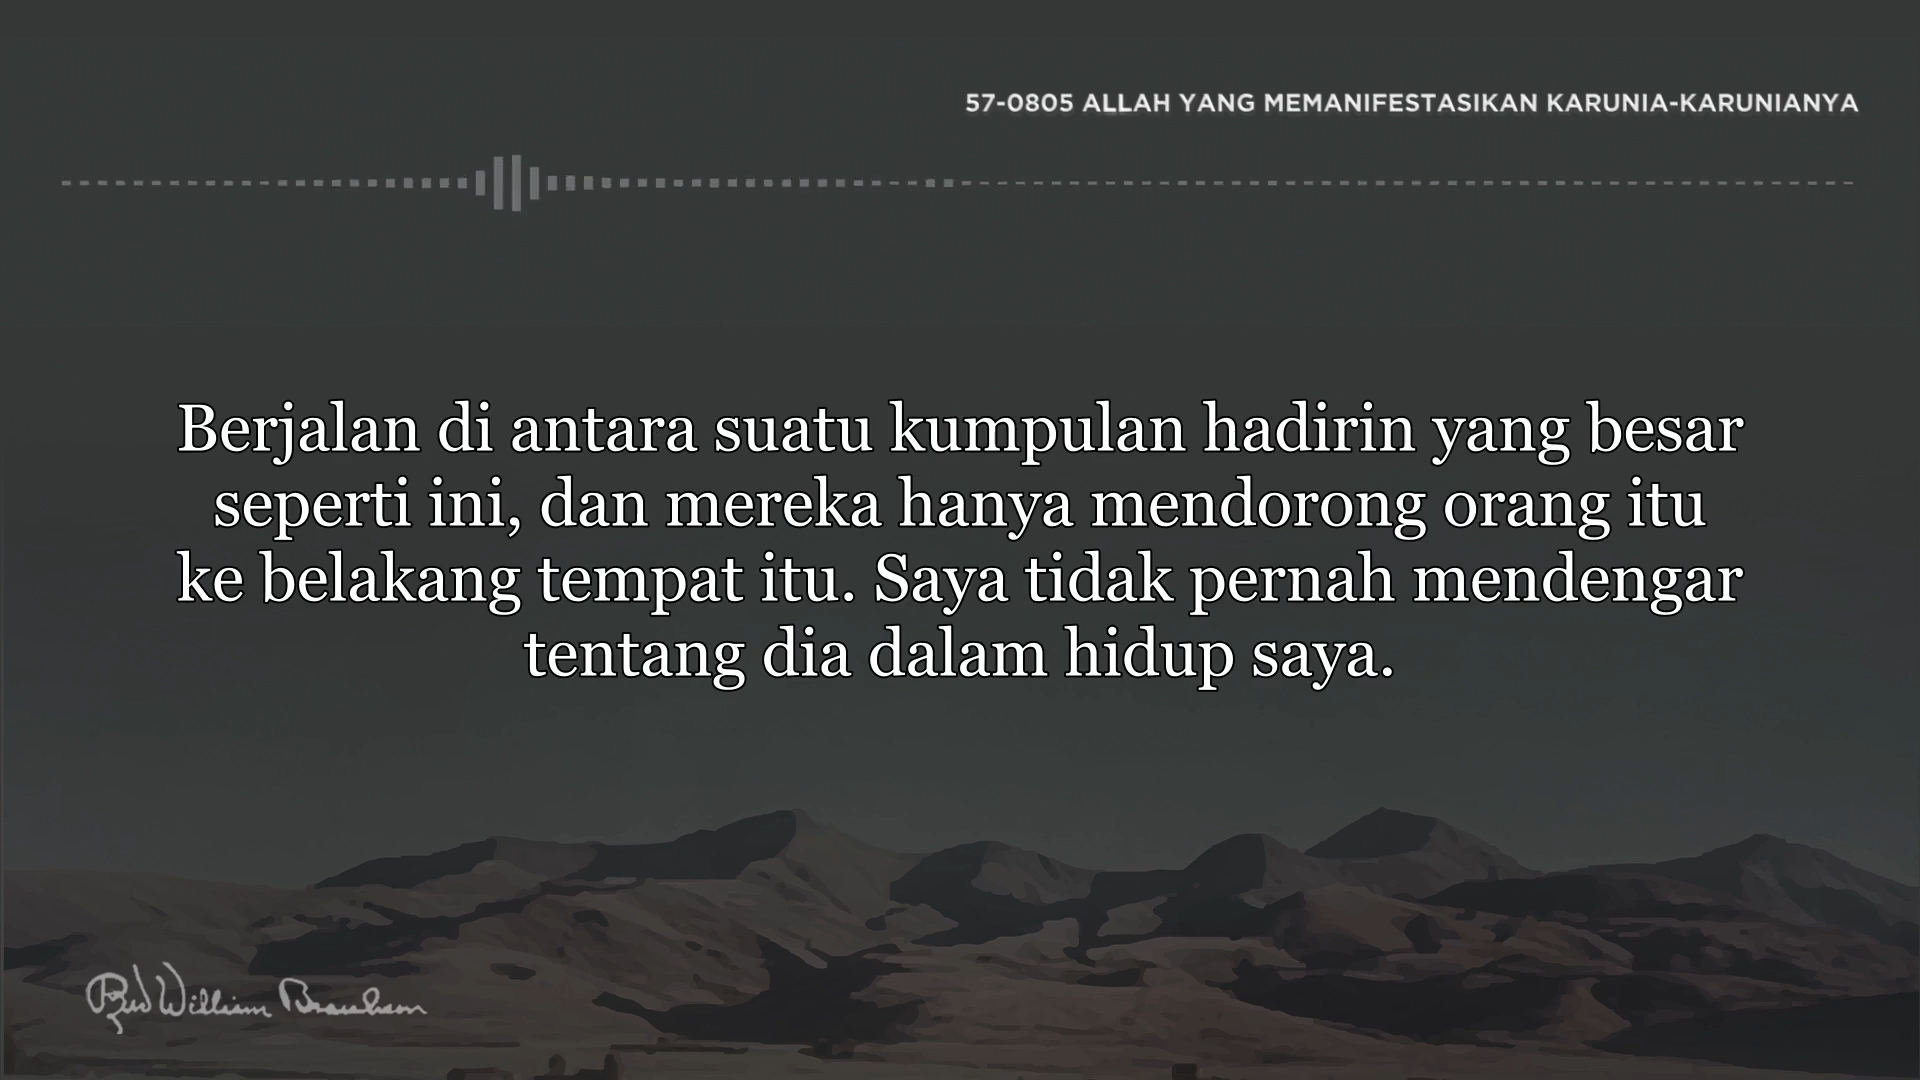 57-0805 ALLAH YANG MEMANIFESTASIKAN KARUNIA-KARUNIANYA
Berjalan di antara suatu kumpulan hadirin yang besar
seperti ini, dan mereka hanya mendorong orang itu
ke belakang tempat itu. Saya tidak pernah mendengar
tentang dia dalam hidup saya.
Rev William Branham